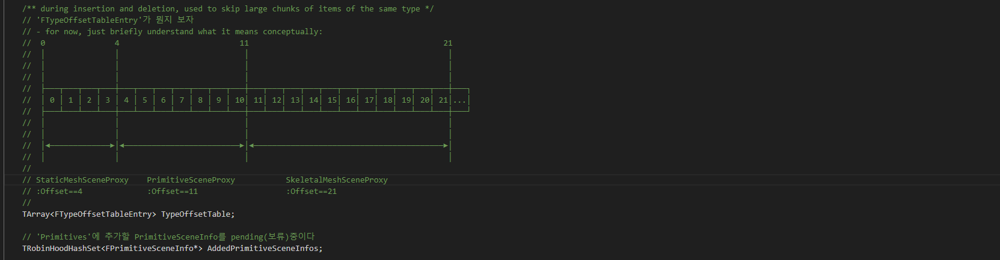 /** during insertion and deletion, used to skip large chunks of items of the same type */
// 'FTypeOffsetTableEntry'가 뭔지 보자
// - for now, just briefly understand what it means conceptually:
//  0               4                          11                                          21
//  │               │                           │                                           │
//  │               │                           │                                           │
//  │               │                           │                                           │
//  ├───┬───┬───┬───┼───┬───┬───┬───┬───┬───┬───┼───┬───┬───┬───┬───┬───┬───┬───┬───┬───┬───┼───┐
//  │ 0 │ 1 │ 2 │ 3 │ 4 │ 5 │ 6 │ 7 │ 8 │ 9 │ 10│ 11│ 12│ 13│ 14│ 15│ 16│ 17│ 18│ 19│ 20│ 21│...│
//  ├───┴───┴───┴───┼───┴───┴───┴───┴───┴───┴───┼───┴───┴───┴───┴───┴───┴───┴───┴───┴───┴───┼───┘
//  │               │                           │                                           │
//  │               │                           │                                           │
//  │◄─────────────►│◄─────────────────────────►│◄─────────────────────────────────────────►│
//  │               │                           │                                           │
//
// StaticMeshSceneProxy    PrimitiveSceneProxy           SkeletalMeshSceneProxy
// :Offset==4              :Offset==11                   :Offset==21
//
TArray<FTypeOffsetTableEntry> TypeOffsetTable;
// 'Primitives'에 추가할 PrimitiveSceneInfo를 pending(보류)중이다
TRobinHoodHashSet<FPrimitiveSceneInfo*> AddedPrimitiveSceneInfos;